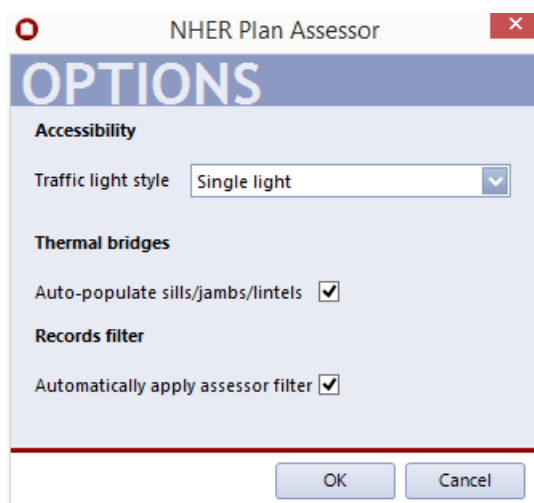 NHER Plan Assessor
OPTIONS
Accessibility
Traffic light style Single light
Thermal bridges
Auto-populate sills/jambs/lintels
Records filter
Automatically apply assessor filter
OK Cancel